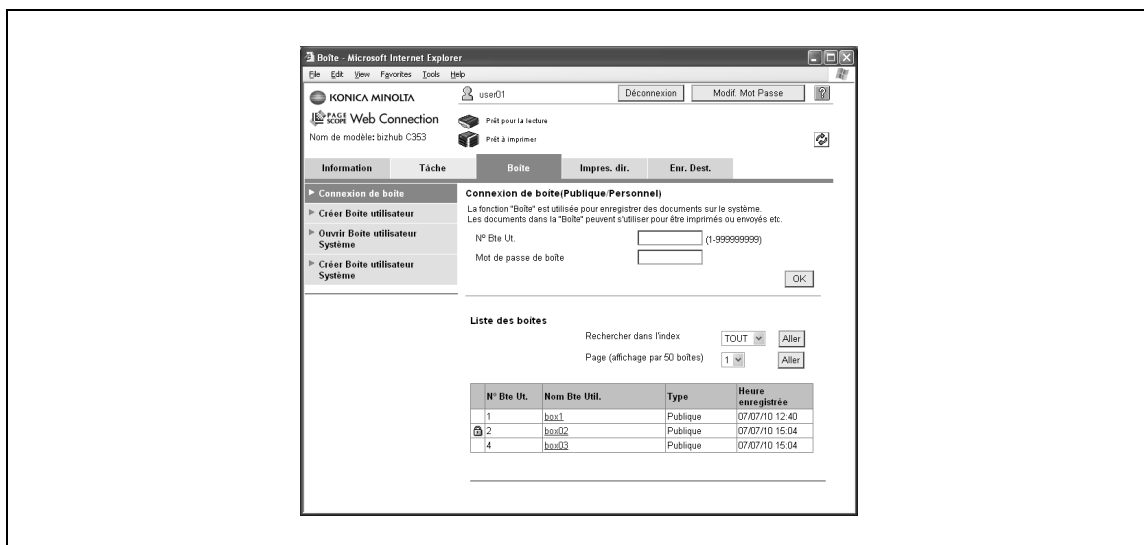 Boîte - Microsoft Internet Explorer
File Edit View Favorites Tools Help
KONICA MINOLTA
user01
Déconnexion
Modif. Mot Passe
?
PAGE SCOPE Web Connection
Prêt pour la lecture
Nom de modèle: bizhub C353
Prêt à imprimer
Information
Tâche
Boîte
Impres. dir.
Enr. Dest.
Connexion de boîte
Créer Boîte utilisateur
Ouvrir Boîte utilisateur
Système
Créer Boîte utilisateur
Système
Connexion de boîte(Publique/Personnel)
La fonction "Boîte" est utilisée pour enregistrer des documents sur le système.
Les documents dans la "Boîte" peuvent s'utiliser pour être imprimés ou envoyés etc.
Nº Bte Ut. (1-999999999)
Mot de passe de boîte
OK
Liste des boîtes
Rechercher dans l'index TOUT Aller
Page (affichage par 50 boîtes) 1 Aller
N° Bte Ut. Nom Bte Util. Type Heure enregistrée
1 box1 Publique 07/07/10 12:40
2 box02 Publique 07/07/10 15:04
4 box03 Publique 07/07/10 15:04